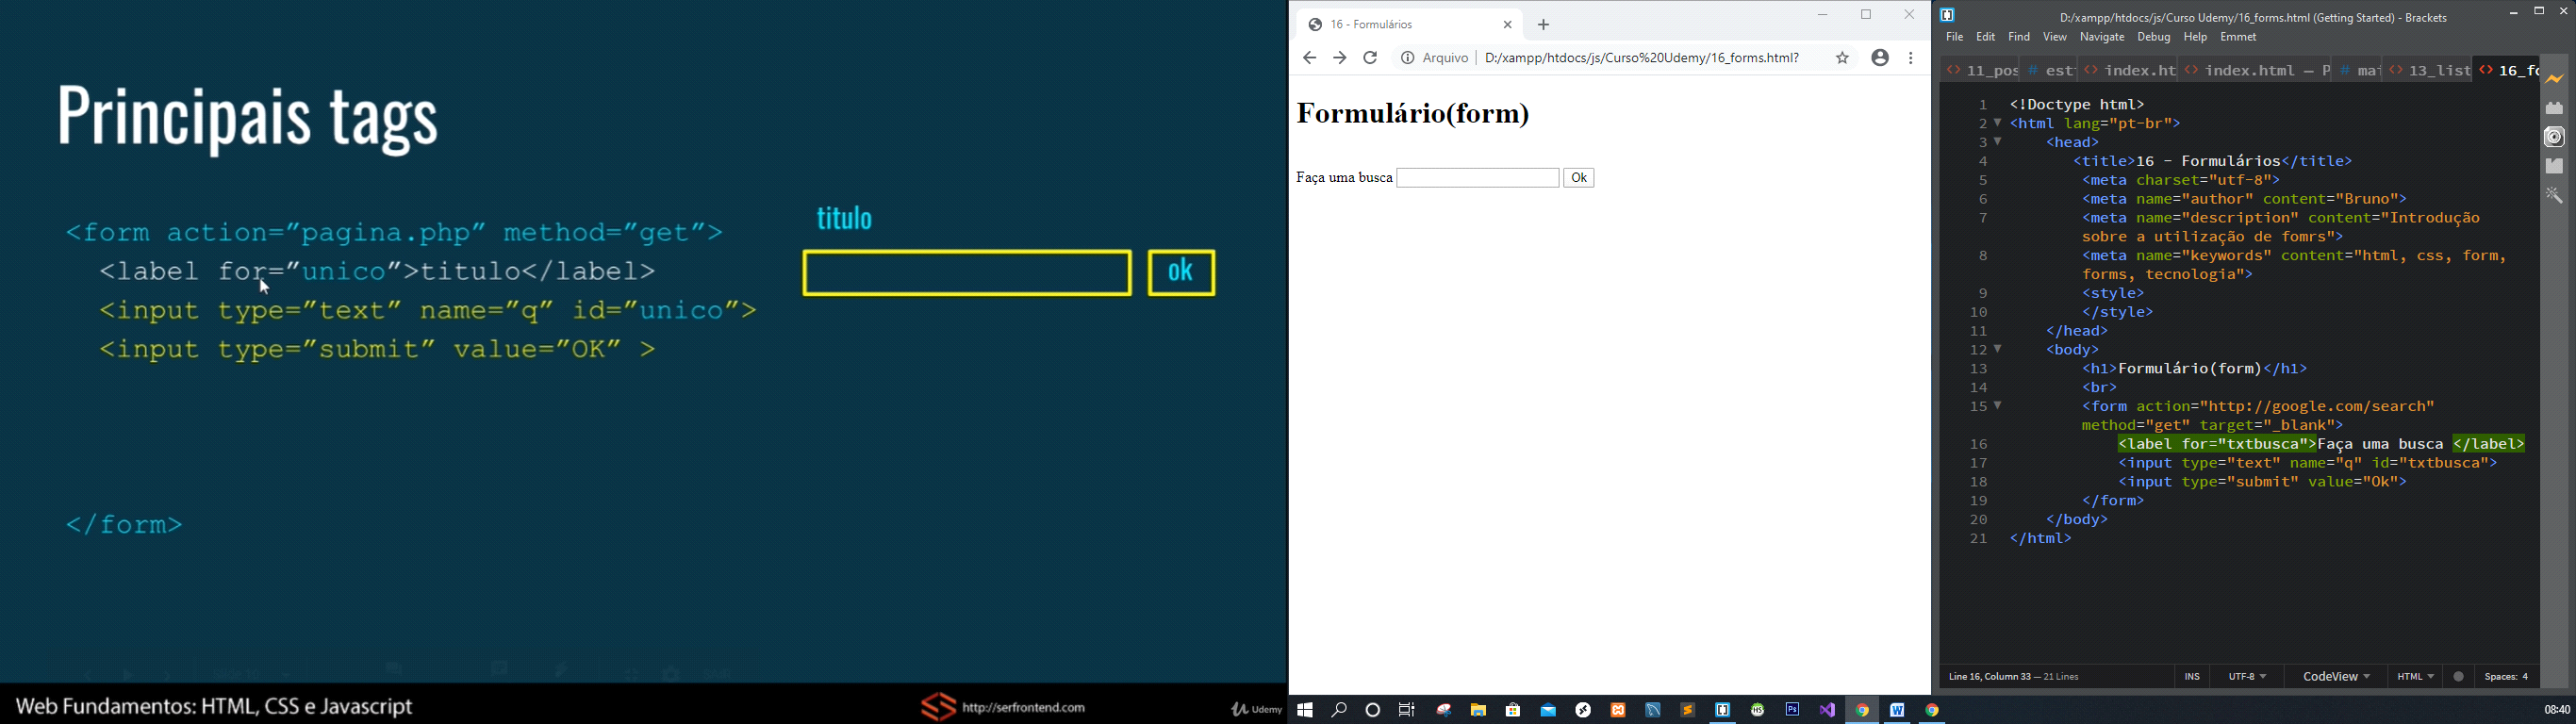 Principais tags
<form action="pagina.php" method="get">
<label for="unico">titulo</label>
<input type="text" name="q" id="unico">
<input type="submit" value="OK" >
</form>
titulo
ok
Web Fundamentos: HTML, CSS e Javascript
http://serfrontend.com
Udemy
16 - Formulários
Arquivo
D:/xampp/htdocs/js/Curso%20Udemy/16_forms.html?
Formulário(form)
Faça uma busca
Ok
D:/xampp/htdocs/js/Curso Udemy/16_forms.html (Getting Started) - Brackets
File Edit Find View Navigate Debug Help Emmet
11_pos # est index.ht index.html — P # mai 13_list 16_fo
1 <!Doctype html>
2 <html lang="pt-br">
3 <head>
4 <title>16 - Formulários</title>
5 <meta charset="utf-8">
6 <meta name="author" content="Bruno">
7 <meta name="description" content="Introdução
sobre a utilização de fomrs">
8 <meta name="keywords" content="html, css, form,
forms, tecnologia">
9 <style>
10 </style>
11 </head>
12 <body>
13 <h1>Formulário(form)</h1>
14 <br>
15 <form action="http://google.com/search"
method="get" target="_blank">
16 <label for="txtbusca">Faça uma busca </label>
17 <input type="text" name="q" id="txtbusca">
18 <input type="submit" value="Ok">
19 </form>
20 </body>
21 </html>
Line 16, Column 33 — 21 Lines
INS UTF-8 CodeView HTML Spaces: 4
08:40